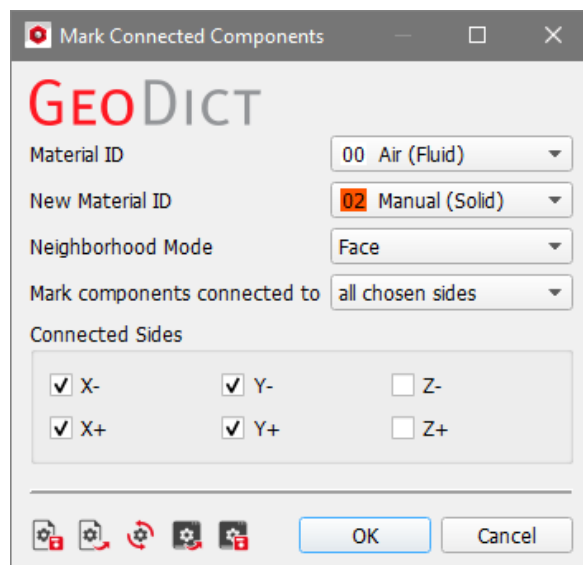 Mark Connected Components
GEODICT
Material ID
00 Air (Fluid)
New Material ID
02 Manual (Solid)
Neighborhood Mode
Face
Mark components connected to
all chosen sides
Connected Sides
X- Y- Z-
X+ Y+ Z+
OK Cancel